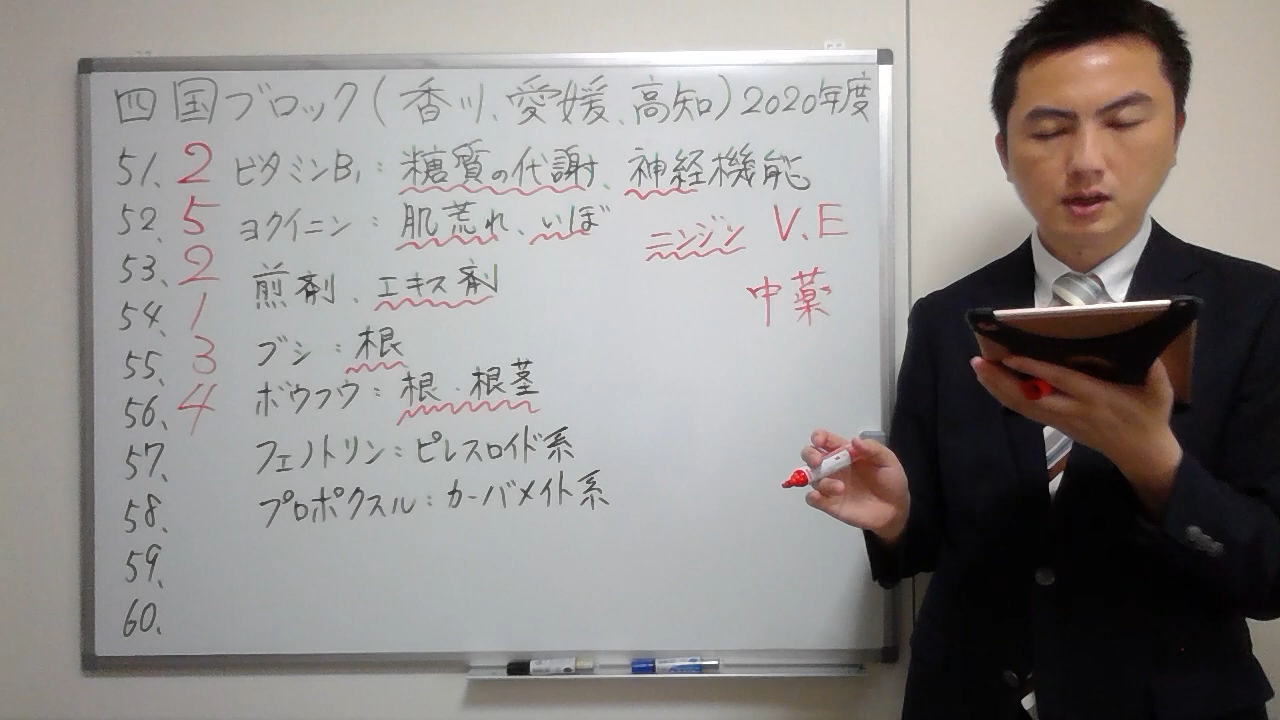 四国ブロック(香川、愛媛、高知)2020年度
51. 2 ビタミンB₁:糖質の代謝、神経機能
52. 5 ヨクイニン:肌荒れ、いぼ ニンジン V.E
53. 2 煎剤、エキス剤 中薬
54. 1
55. 3 ブシ:根
56. 4 ボウフウ:根、根茎
57. フェノトリン:ピレスロイド系
58. プロポクスル:カーバメイト系
59.
60.